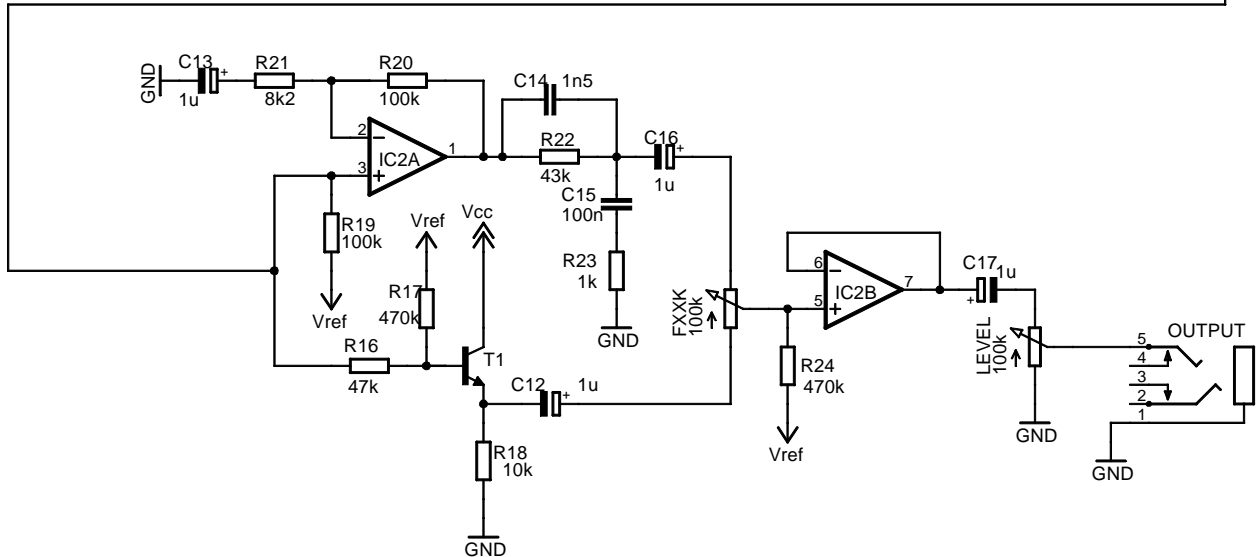 C13
+
1u
GND
R21
8k2
R20
100k
C14
1n5
2
3
1
IC2A
R22
43k
C16
+
1u
C15
100n
R19
100k
Vref
Vref
Vcc
R23
1k
GND
R17
470k
R16
47k
T1
C12
+
1u
R18
10k
GND
FXXK
100k
6
5
7
IC2B
R24
470k
Vref
C17
1u
+
LEVEL
100k
GND
OUTPUT
5
4
3
2
1
GND